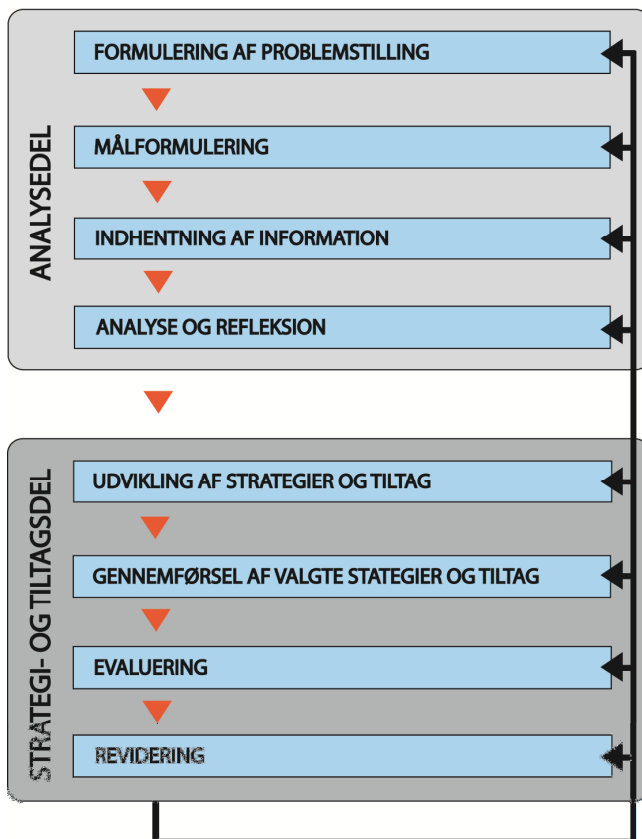 ANALYSEDEL
FORMULERING AF PROBLEMSTILLING
MÅLFORMULERING
INDHENTNING AF INFORMATION
ANALYSE OG REFLEKSION
STRATEGI- OG TILTAGSDEL
UDVIKLING AF STRATEGIER OG TILTAG
GENNEMFØRSEL AF VALGTE STATEGIER OG TILTAG
EVALUERING
REVIDERING